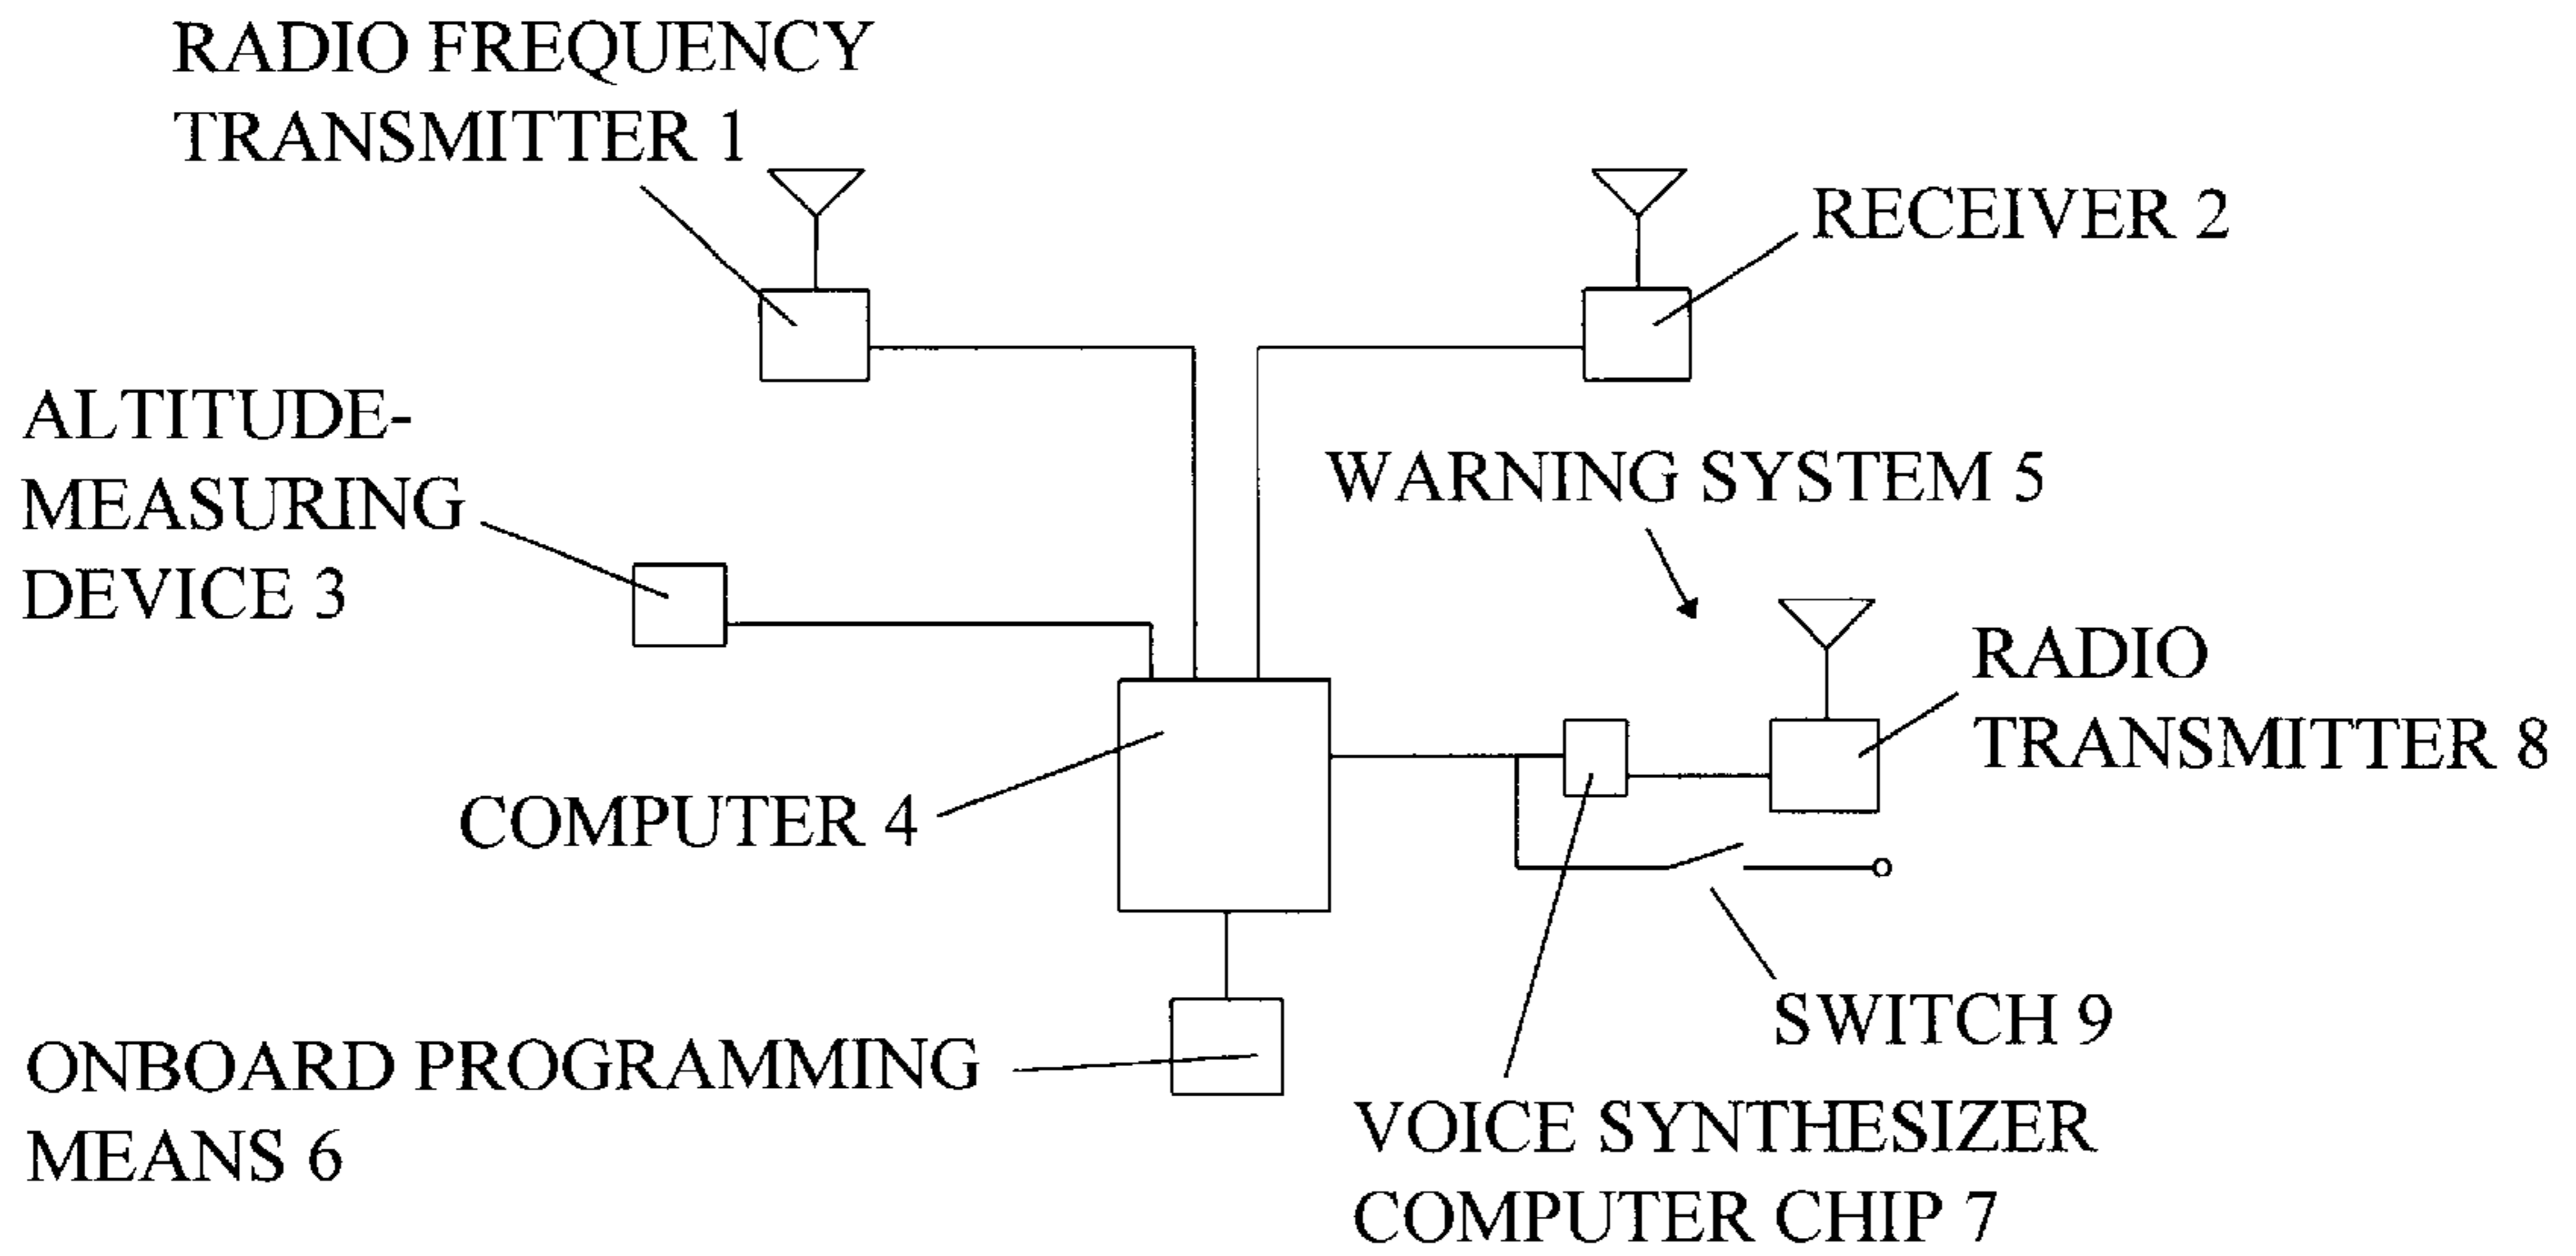 RADIO FREQUENCY
TRANSMITTER 1
RECEIVER 2
ALTITUDE-
MEASURING
DEVICE 3
WARNING SYSTEM 5
RADIO
TRANSMITTER 8
COMPUTER 4
SWITCH 9
ONBOARD PROGRAMMING
MEANS 6
VOICE SYNTHESIZER
COMPUTER CHIP 7